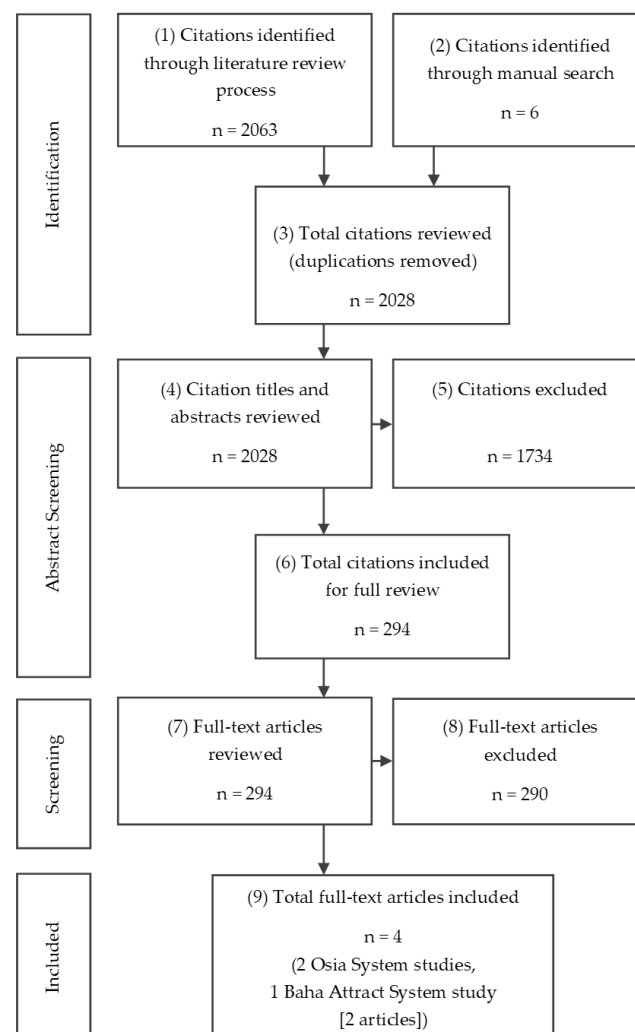 Identification
(1) Citations identified
through literature review
process
n = 2063
(2) Citations identified
through manual search
n = 6
(3) Total citations reviewed
(duplications removed)
n = 2028
Abstract Screening
(4) Citation titles and
abstracts reviewed
n = 2028
(5) Citations excluded
n = 1734
(6) Total citations included
for full review
n = 294
Screening
(7) Full-text articles
reviewed
n = 294
(8) Full-text articles
excluded
n = 290
Included
(9) Total full-text articles included
n = 4
(2 Osia System studies,
1 Baha Attract System study
[2 articles])